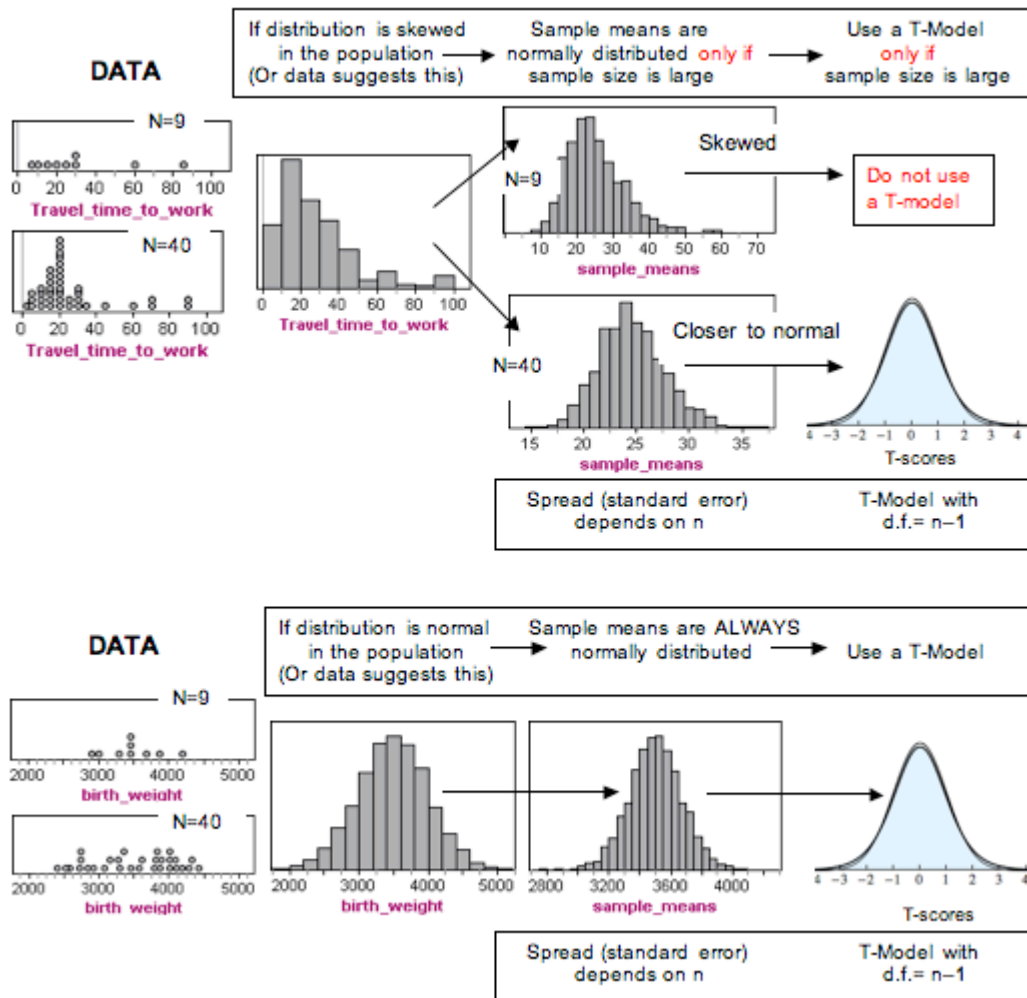 If distribution is skewed
in the population
(Or data suggests this)
Sample means are
normally distributed only if
sample size is large
Use a T-Model
only if
sample size is large
DATA
N=9
0 20 40 60 80 100
Travel_time_to_work
N=40
0 20 40 60 80 100
Travel_time_to_work
0 20 40 60 80 100
Travel_time_to_work
N=9
Skewed
10 20 30 40 50 60 70
sample_means
Do not use
a T-model
N=40
Closer to normal
15 20 25 30 35
sample_means
4 −3 −2 −1 0 1 2 3 4
T-scores
Spread (standard error)
depends on n
T-Model with
d.f.= n−1
If distribution is normal
in the population
(Or data suggests this)
Sample means are ALWAYS
normally distributed
Use a T-Model
DATA
N=9
2000 3000 4000 5000
birth_weight
N=40
2000 3000 4000 5000
birth_weight
2000 3000 4000 5000
birth_weight
2800 3200 3600 4000
sample_means
4 −3 −2 −1 0 1 2 3 4
T-scores
Spread (standard error)
depends on n
T-Model with
d.f.= n−1